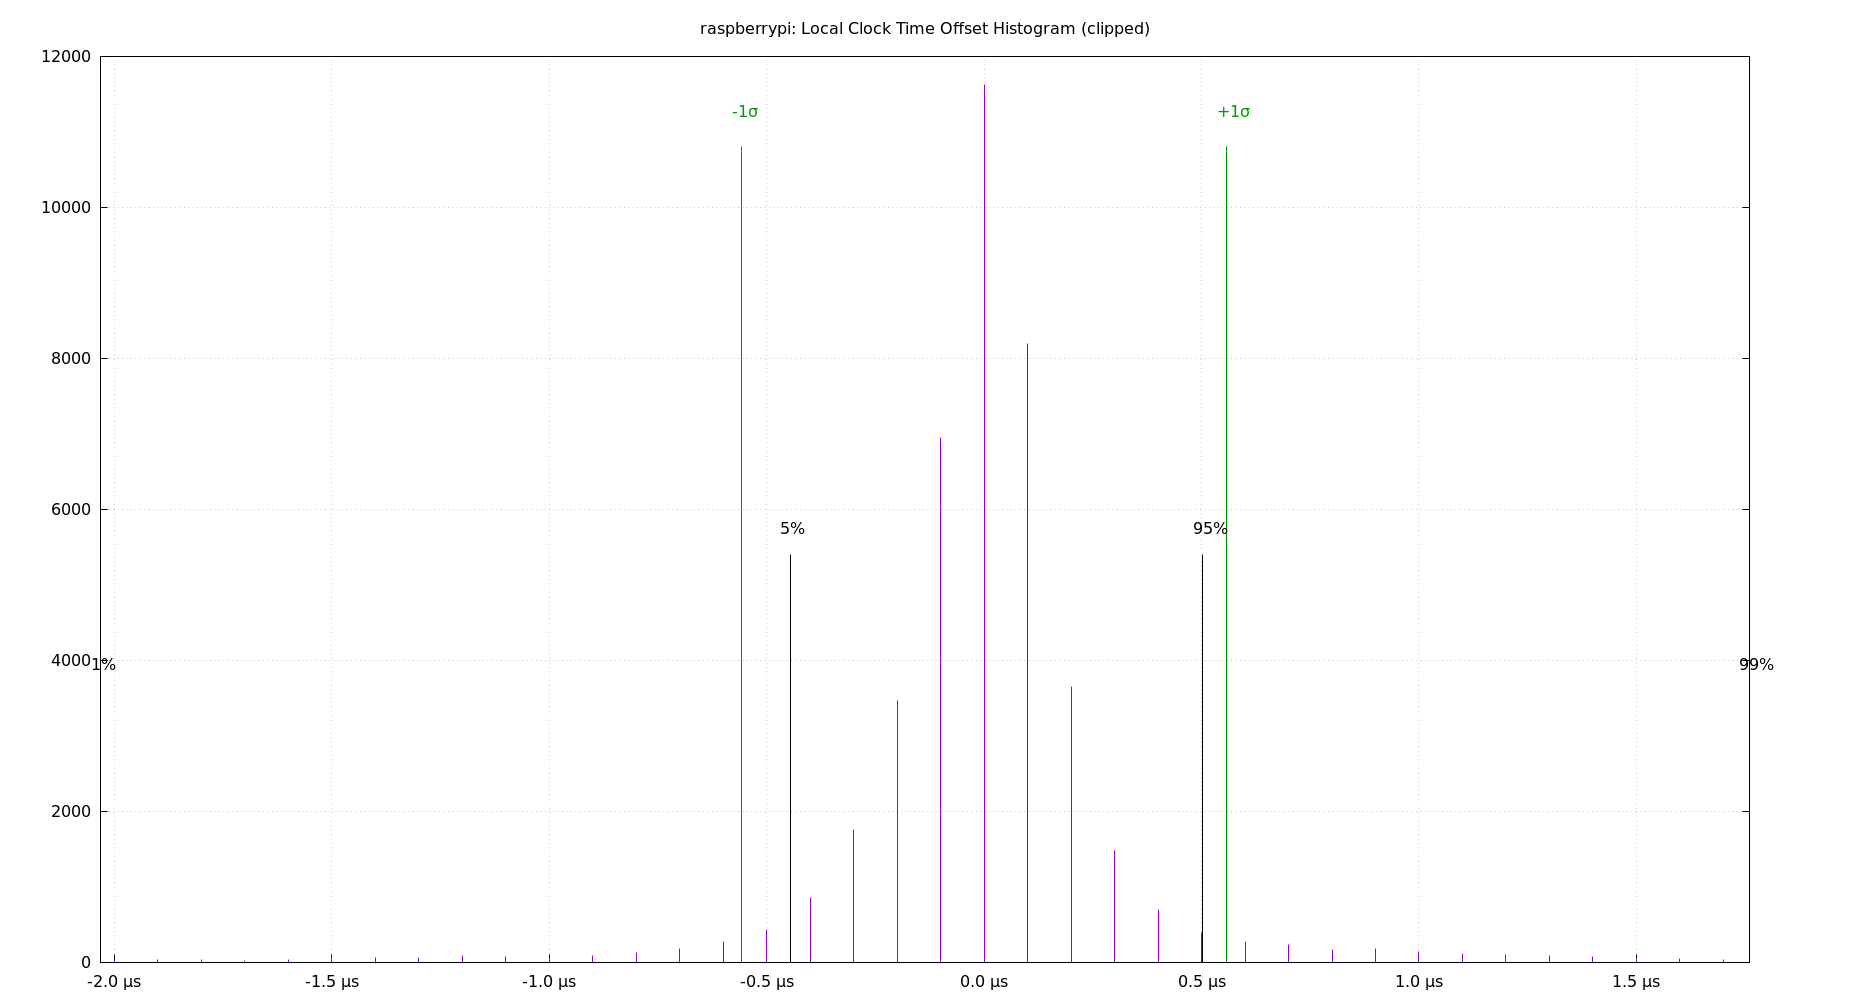 raspberrypi: Local Clock Time Offset Histogram (clipped)
12000
-1σ
+1σ
10000
8000
6000
5%
95%
4000
1%
99%
2000
0
-2.0 µs
-1.5 µs
-1.0 µs
-0.5 µs
0.0 µs
0.5 µs
1.0 µs
1.5 µs